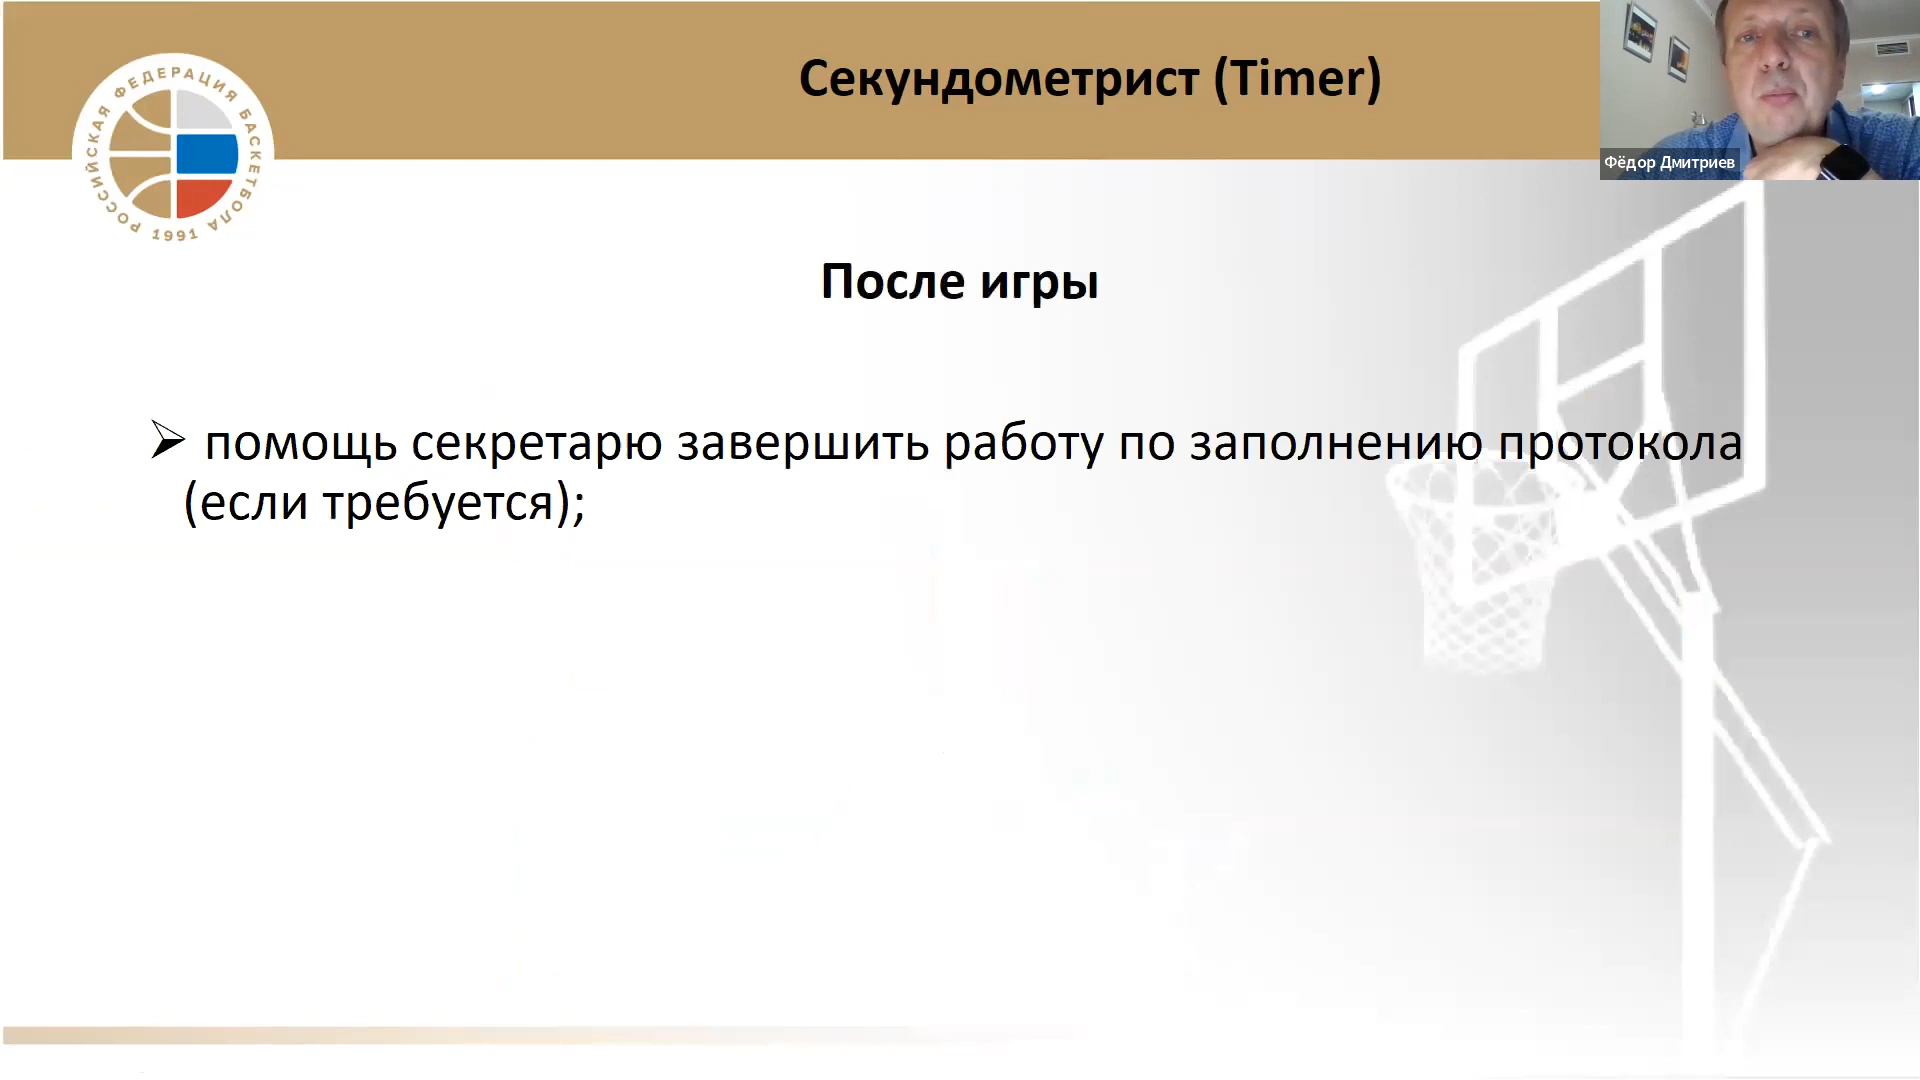 Секундометрист (Timer)
РОССИЙСКАЯ ФЕДЕРАЦИЯ БАСКЕТБОЛА
1991
Фёдор Дмитриев
После игры
➢ помощь секретарю завершить работу по заполнению протокола
(если требуется);